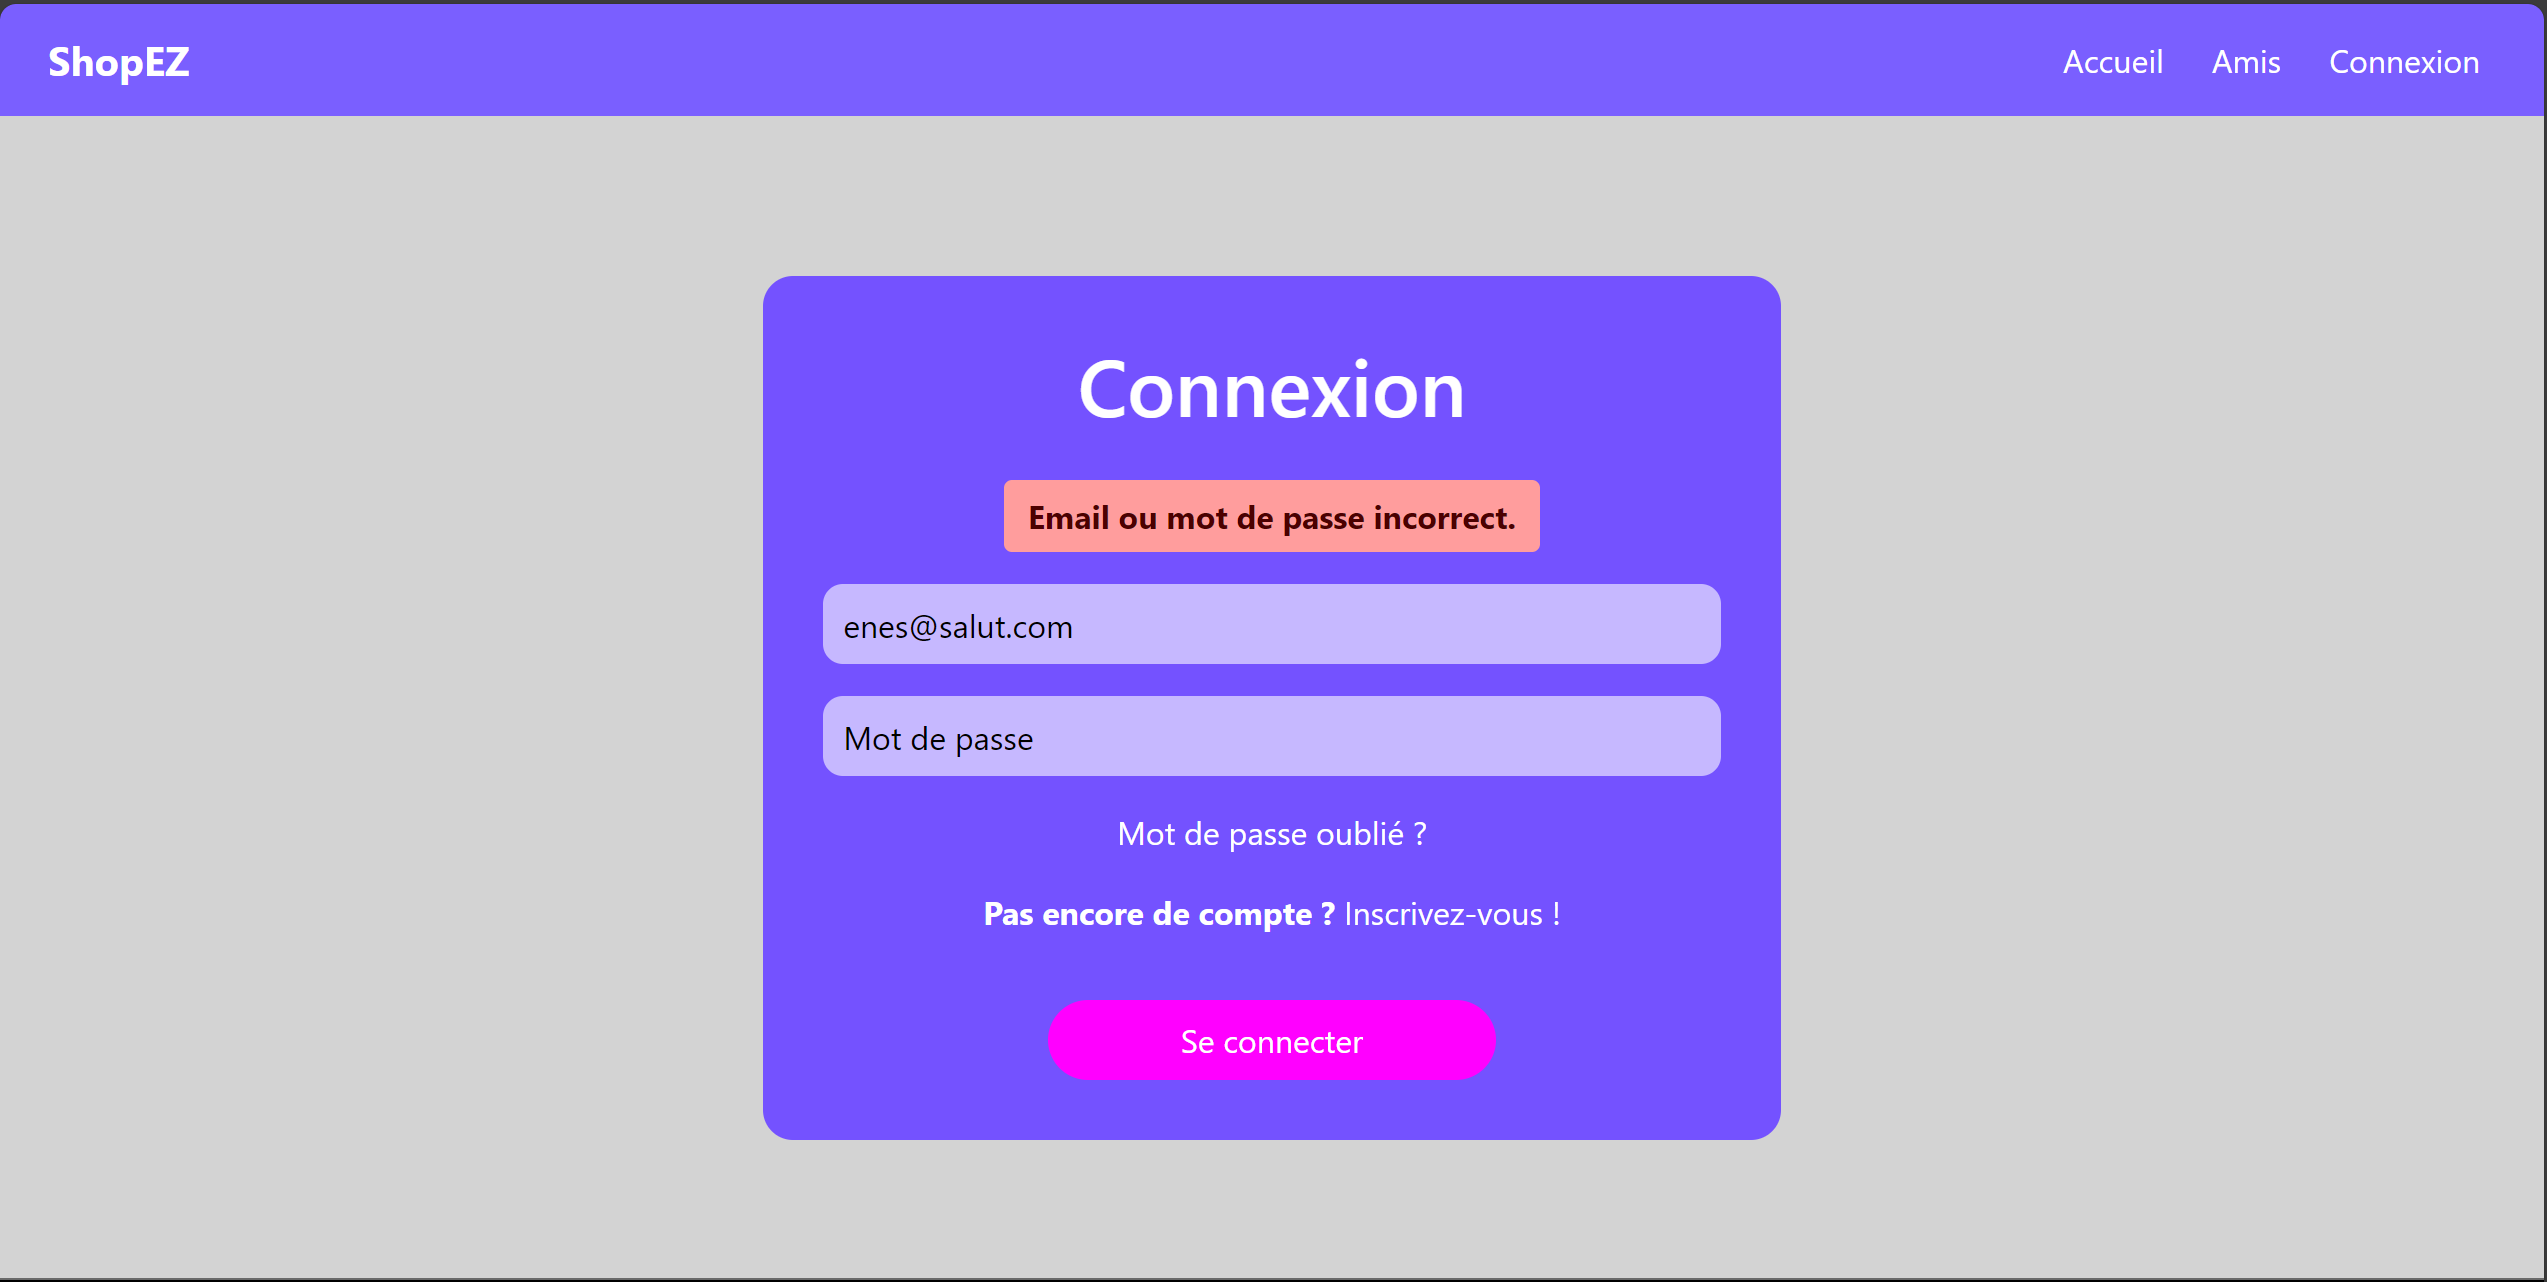 ShopEZ
Accueil Amis Connexion
Connexion
Email ou mot de passe incorrect.
enes@salut.com
Mot de passe
Mot de passe oublié ?
Pas encore de compte ? Inscrivez-vous !
Se connecter